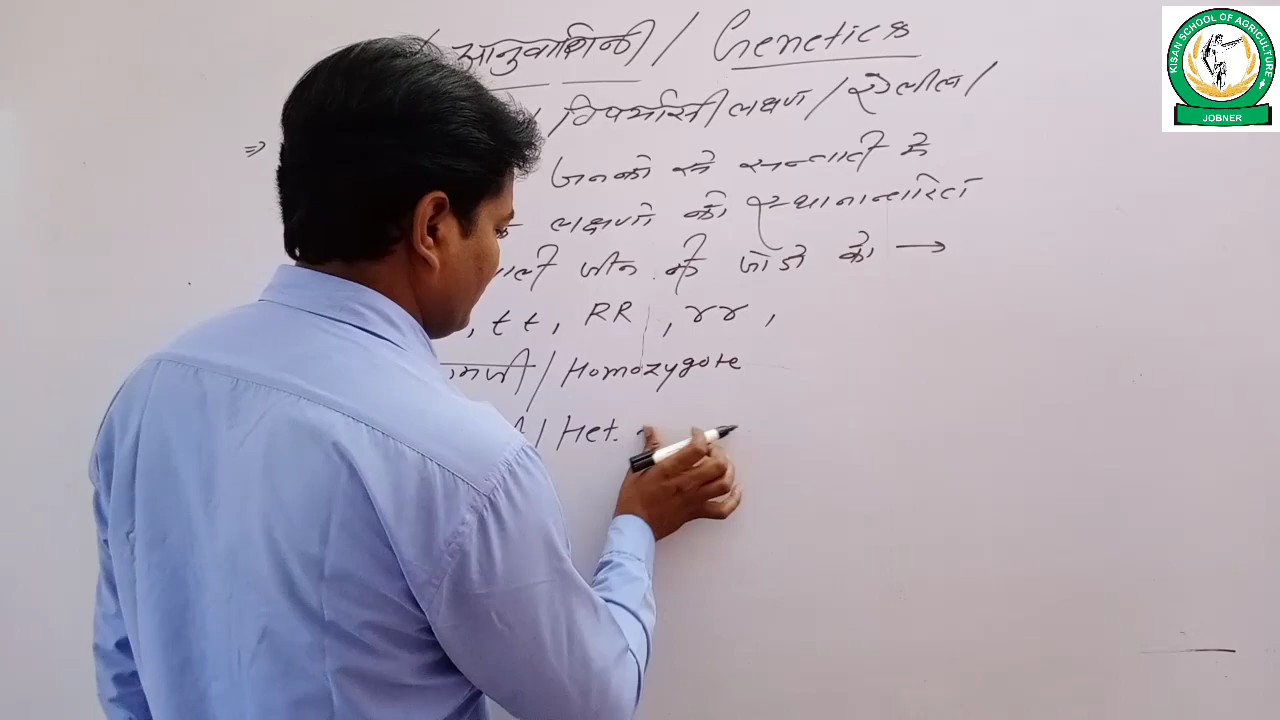 आनुवांशिकी / Genetics
/ विपर्यासी लक्षण / एलील /
⇒ जनको से सन्तति मे
लक्षणो को स्थानान्तरित
जीन के जोडो को →
, tt, RR, rr,
/ Homozygote
/ Het.
KISAN SCHOOL OF AGRICULTURE
JOBNER